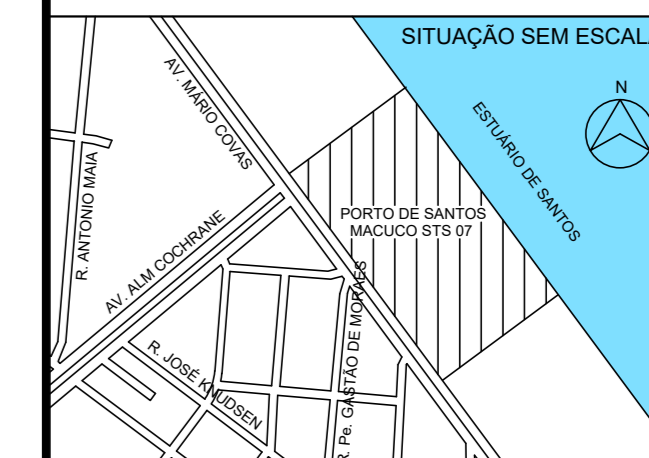 SITUAÇÃO SEM ESCAL
N
AV. MÁRIO COVAS
ESTUÁRIO DE SANTOS
R. ANTONIO MAIA
PORTO DE SANTOS
MACUCO STS 07
AV. ALM COCHRANE
R. JOSÉ KNUDSEN
R. Pe. GASTÃO DE MORAES